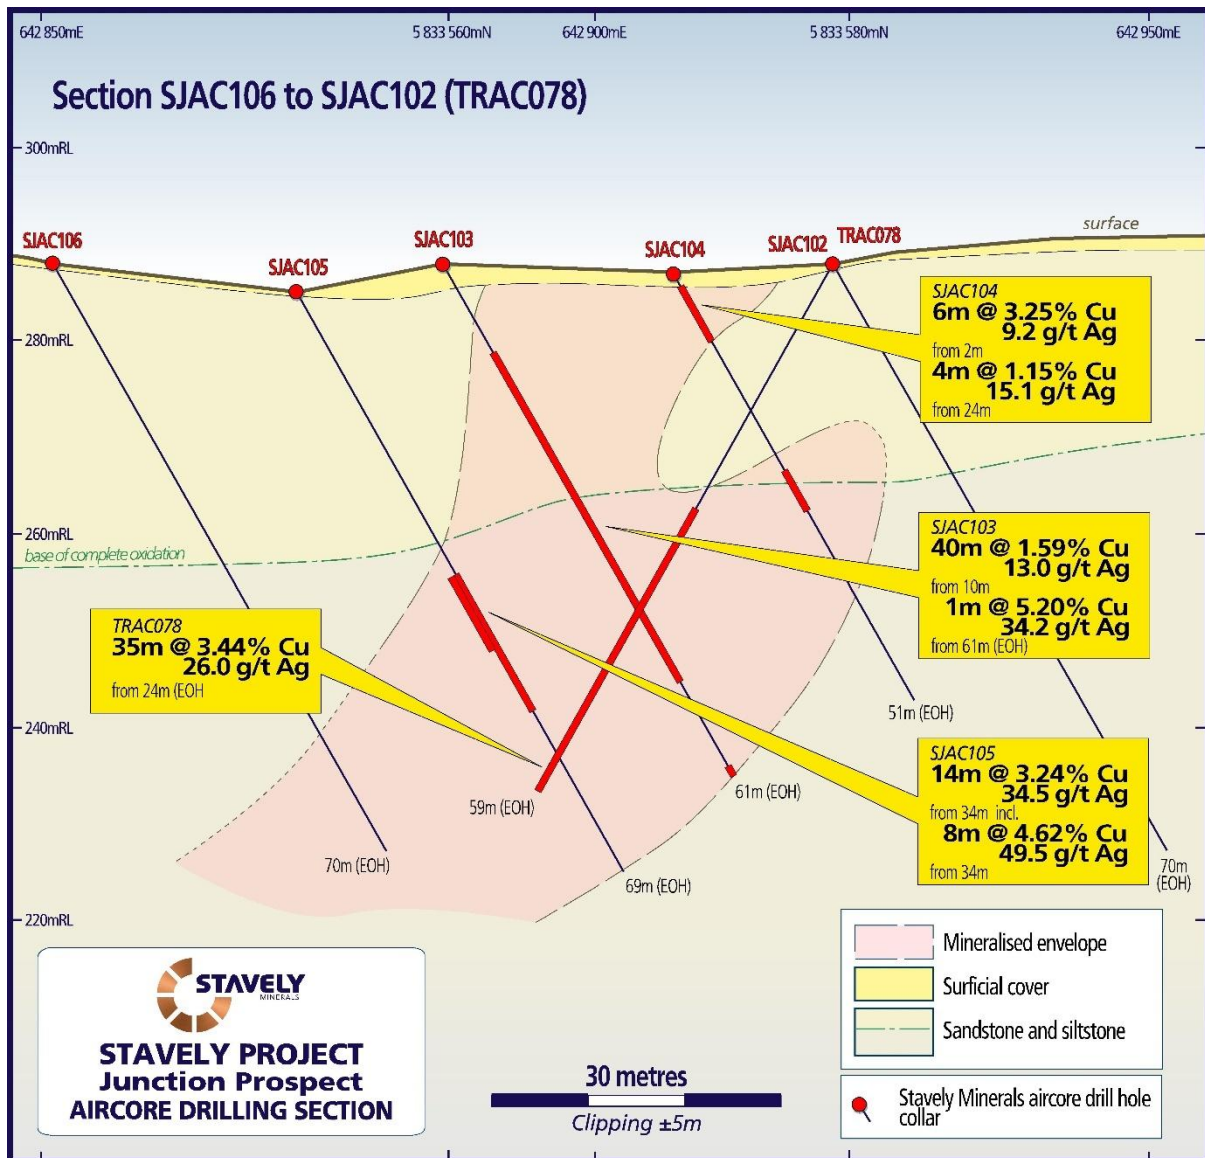 642 850mE
5 833 560mN
642 900mE
5 833 580mN
642 950mE
Section SJAC106 to SJAC102 (TRAC078)
300mRL
surface
SJAC106
SJAC105
SJAC103
SJAC104
SJAC102
TRAC078
280mRL
SJAC104
6m @ 3.25% Cu
9.2 g/t Ag
from 2m
4m @ 1.15% Cu
15.1 g/t Ag
from 24m
260mRL
base of complete oxidation
SJAC103
40m @ 1.59% Cu
13.0 g/t Ag
from 10m
1m @ 5.20% Cu
34.2 g/t Ag
from 61m (EOH)
TRAC078
35m @ 3.44% Cu
26.0 g/t Ag
from 24m (EOH
240mRL
51m (EOH)
SJAC105
14m @ 3.24% Cu
34.5 g/t Ag
from 34m incl.
8m @ 4.62% Cu
49.5 g/t Ag
from 34m
59m (EOH)
61m (EOH)
70m (EOH)
69m (EOH)
70m
(EOH)
220mRL
Mineralised envelope
Surficial cover
Sandstone and siltstone
Stavely Minerals aircore drill hole
collar
STAVELY
MINERALS
STAVELY PROJECT
Junction Prospect
AIRCORE DRILLING SECTION
30 metres
Clipping ±5m